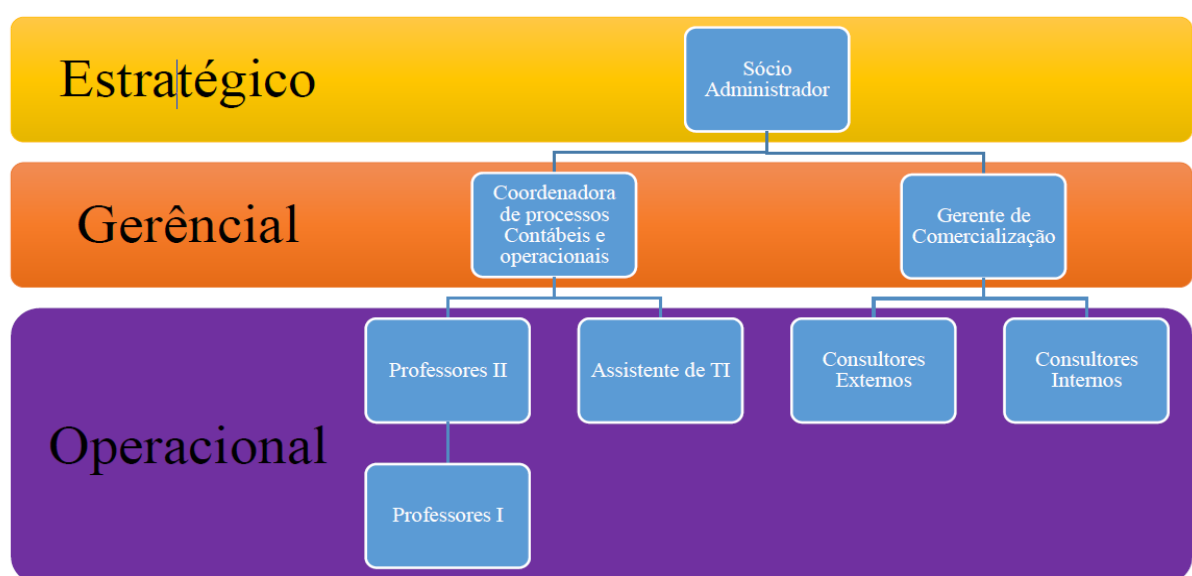 Estratégico
Sócio
Administrador
Gerêncial
Coordenadora
de processos
Contábeis e
operacionais
Gerente de
Comercialização
Operacional
Professores II
Assistente de TI
Consultores
Externos
Consultores
Internos
Professores I